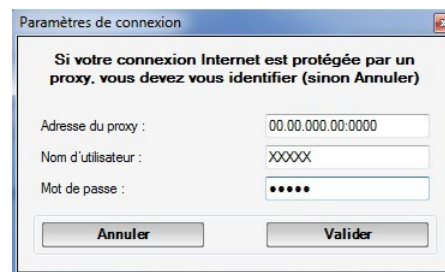 Paramètres de connexion
Si votre connexion Internet est protégée par un
proxy, vous devez vous identifier (sinon Annuler)
Adresse du proxy : 00.00.000.00:0000
Nom d'utilisateur : XXXXX
Mot de passe : •••••
Annuler Valider